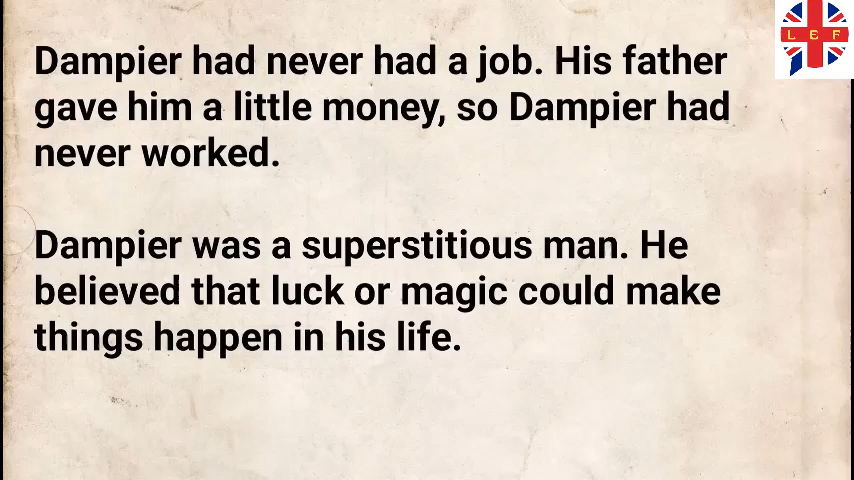 L E F
Dampier had never had a job. His father
gave him a little money, so Dampier had
never worked.
Dampier was a superstitious man. He
believed that luck or magic could make
things happen in his life.